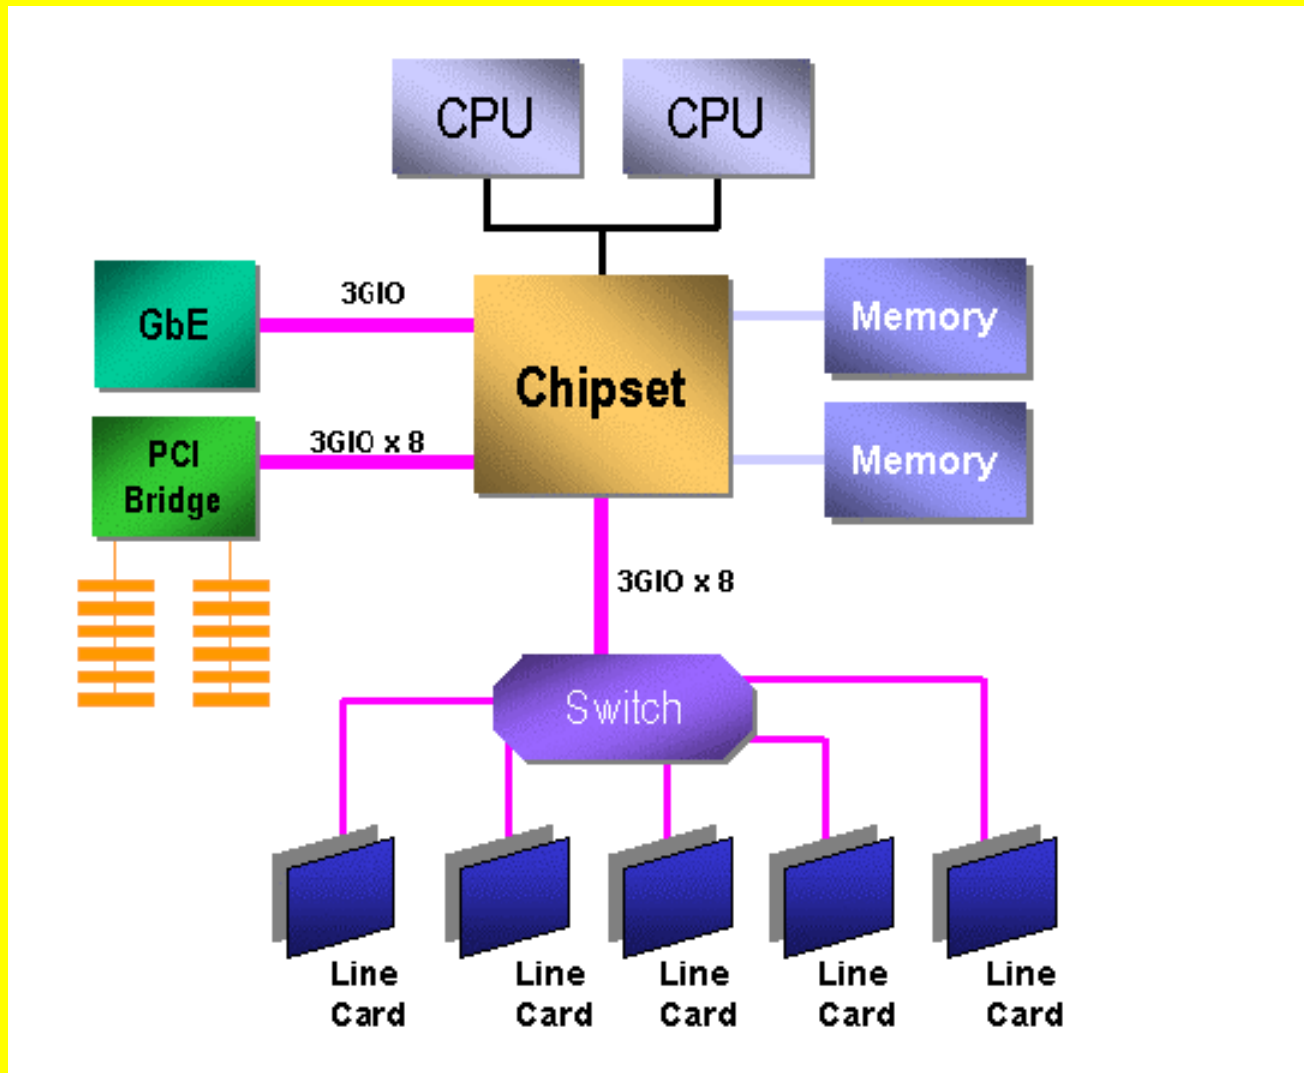 CPU
CPU
3GIO
GbE
Memory
Chipset
3GIO x 8
PCI
Bridge
Memory
3GIO x 8
Switch
Line
Card
Line
Card
Line
Card
Line
Card
Line
Card